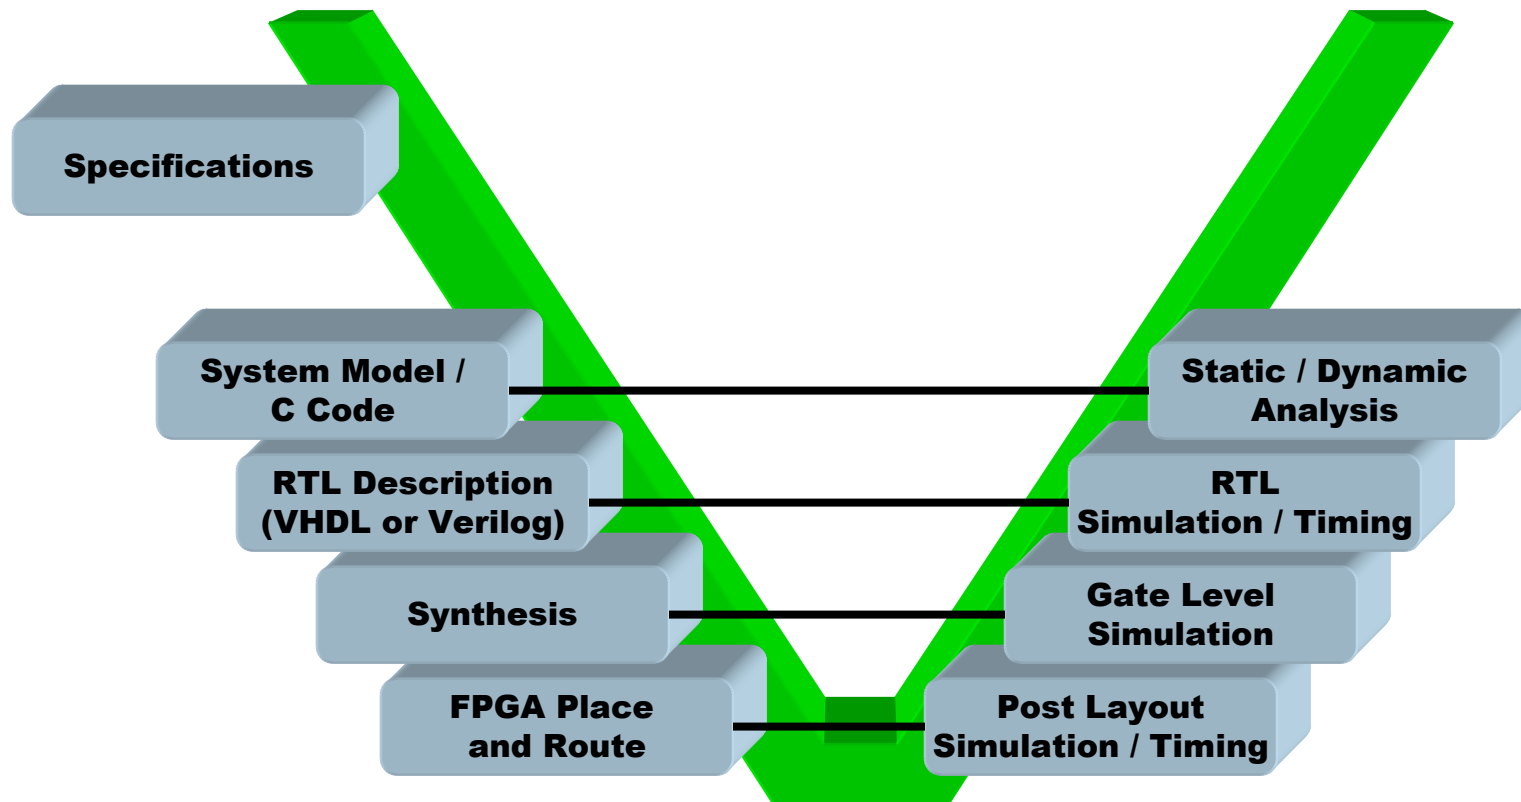 Specifications
System Model /
C Code
Static / Dynamic
Analysis
RTL Description
(VHDL or Verilog)
RTL
Simulation / Timing
Synthesis
Gate Level
Simulation
FPGA Place
and Route
Post Layout
Simulation / Timing